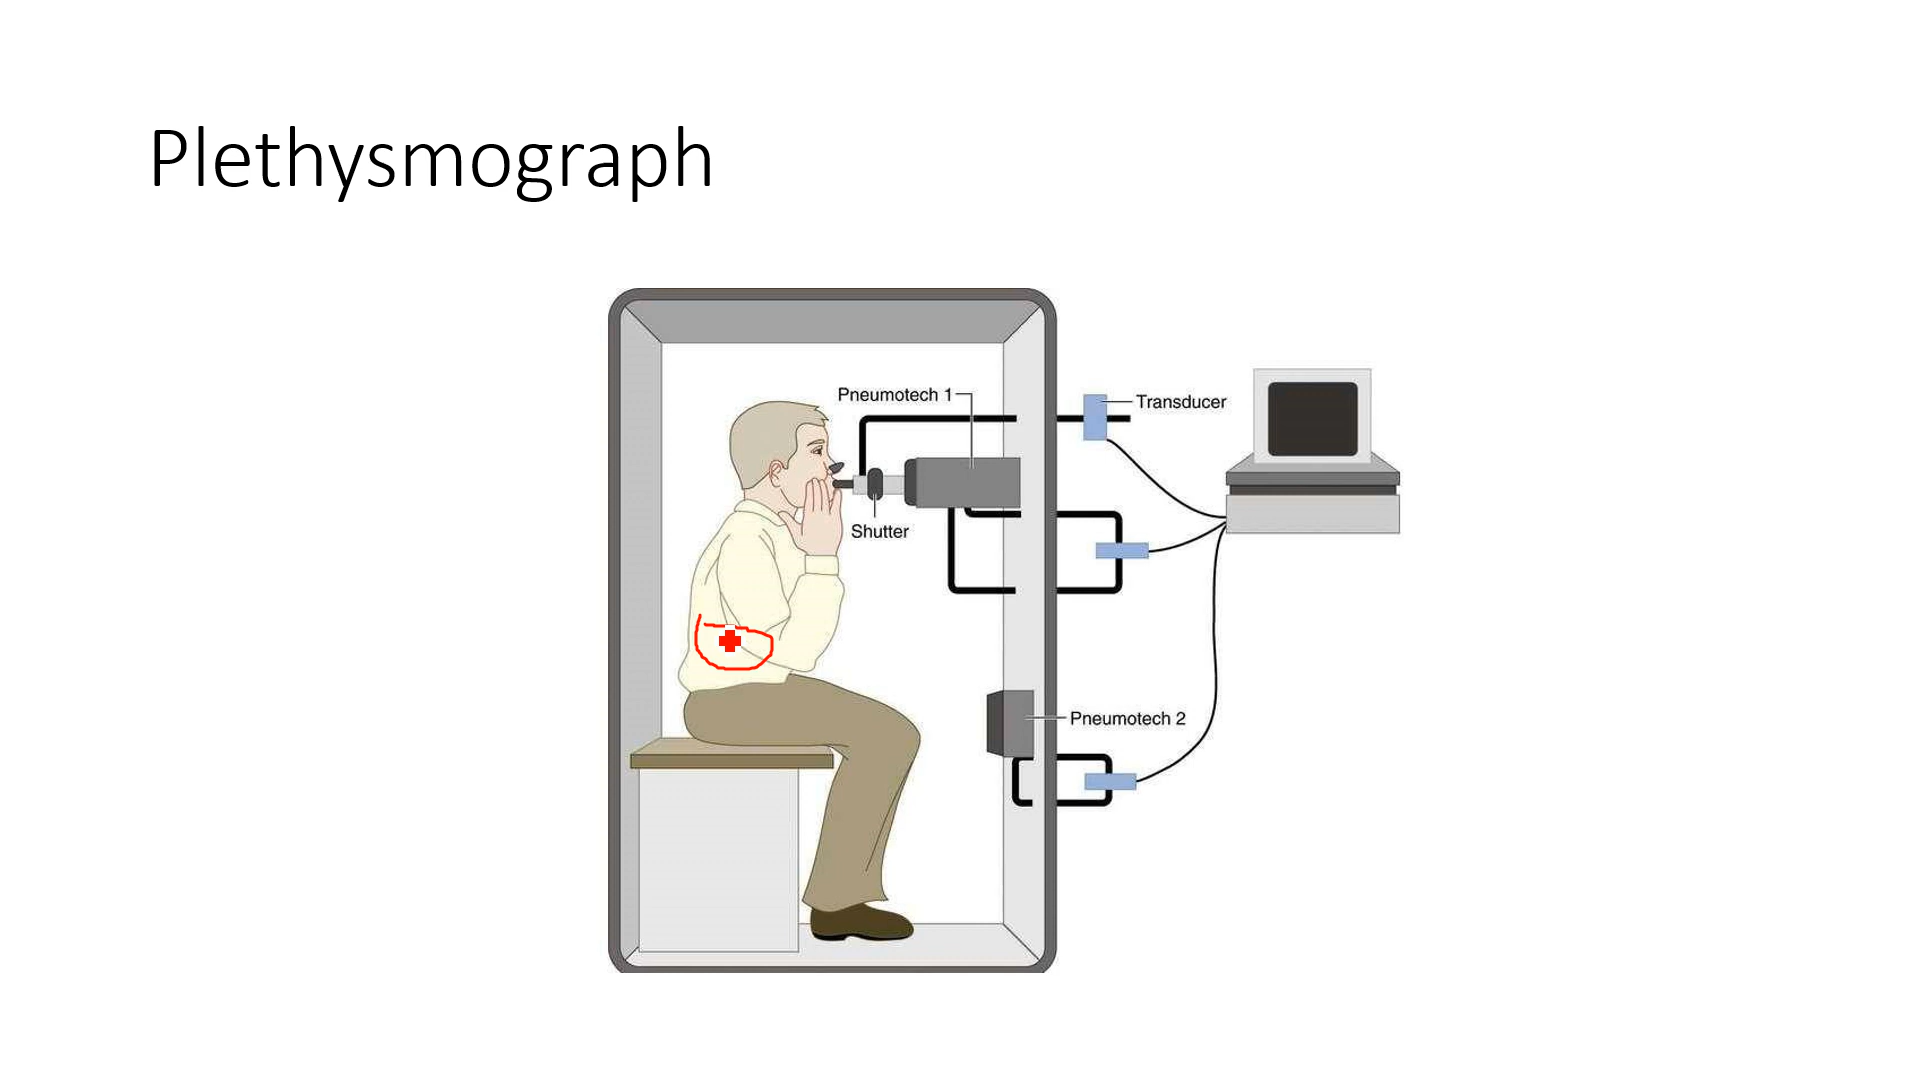 Plethysmograph
Pneumotech 1
Transducer
Shutter
Pneumotech 2